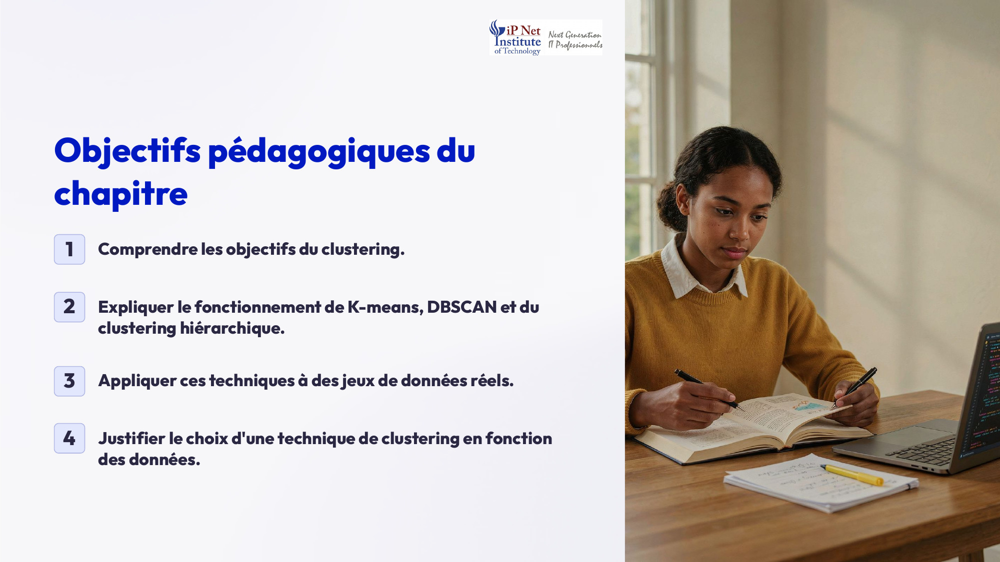 iP Net
Institute
of Technology
Next Generation
IT Professionnels
Objectifs pédagogiques du
chapitre
1
Comprendre les objectifs du clustering.
2
Expliquer le fonctionnement de K-means, DBSCAN et du
clustering hiérarchique.
3
Appliquer ces techniques à des jeux de données réels.
4
Justifier le choix d'une technique de clustering en fonction
des données.